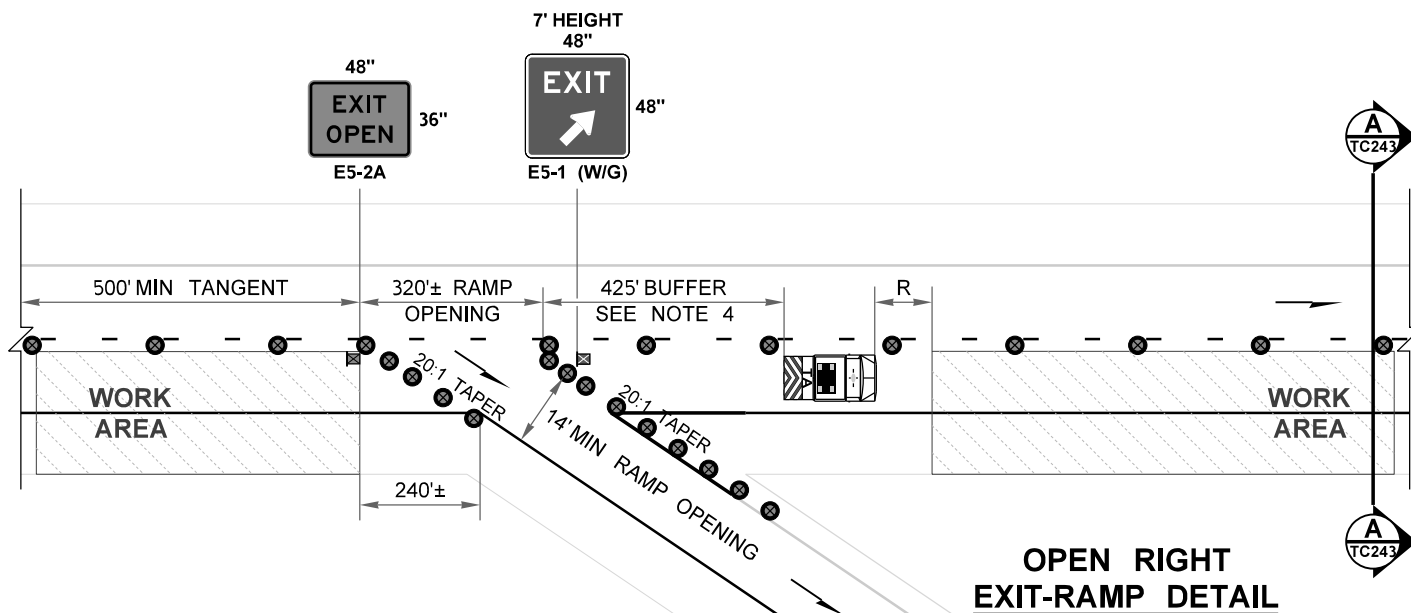 7' HEIGHT
48"
48"
EXIT
OPEN
36"
E5-2A
EXIT
48"
E5-1 (W/G)
A
TC243
500' MIN TANGENT
320'± RAMP
OPENING
425' BUFFER
SEE NOTE 4
R
WORK
AREA
20:1 TAPER
14' MIN RAMP OPENING
20:1 TAPER
TA
WORK
AREA
240'±
A
TC243
OPEN RIGHT
EXIT-RAMP DETAIL